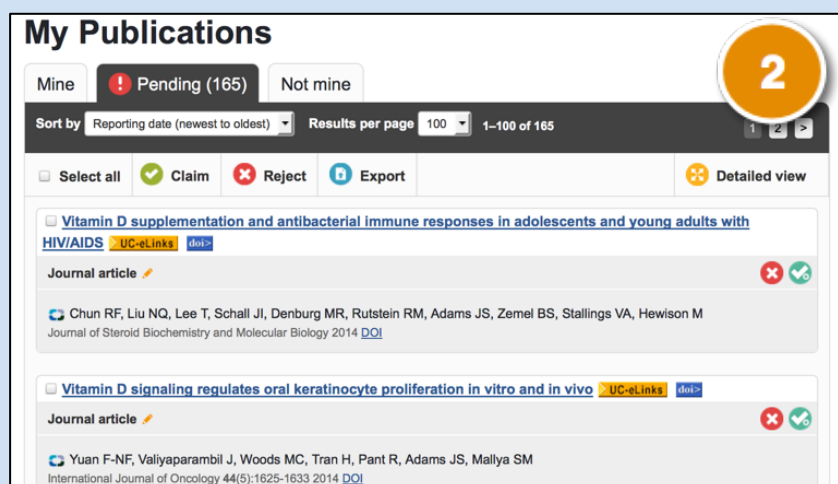 My Publications
2
Mine ! Pending (165) Not mine
Sort by Reporting date (newest to oldest) Results per page 100 1–100 of 165 1 2 >
Select all Claim Reject Export Detailed view
Vitamin D supplementation and antibacterial immune responses in adolescents and young adults with
HIV/AIDS UC-eLinks doi>
Journal article
Chun RF, Liu NQ, Lee T, Schall JI, Denburg MR, Rutstein RM, Adams JS, Zemel BS, Stallings VA, Hewison M
Journal of Steroid Biochemistry and Molecular Biology 2014 DOI
Vitamin D signaling regulates oral keratinocyte proliferation in vitro and in vivo UC-eLinks doi>
Journal article
Yuan F-NF, Valiyaparambil J, Woods MC, Tran H, Pant R, Adams JS, Mallya SM
International Journal of Oncology 44(5):1625-1633 2014 DOI